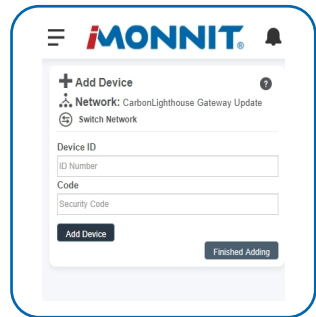 iMONNIT®
Add Device ?
Network: CarbonLighthouse Gateway Update
Switch Network
Device ID
ID Number
Code
Security Code
Add Device
Finished Adding